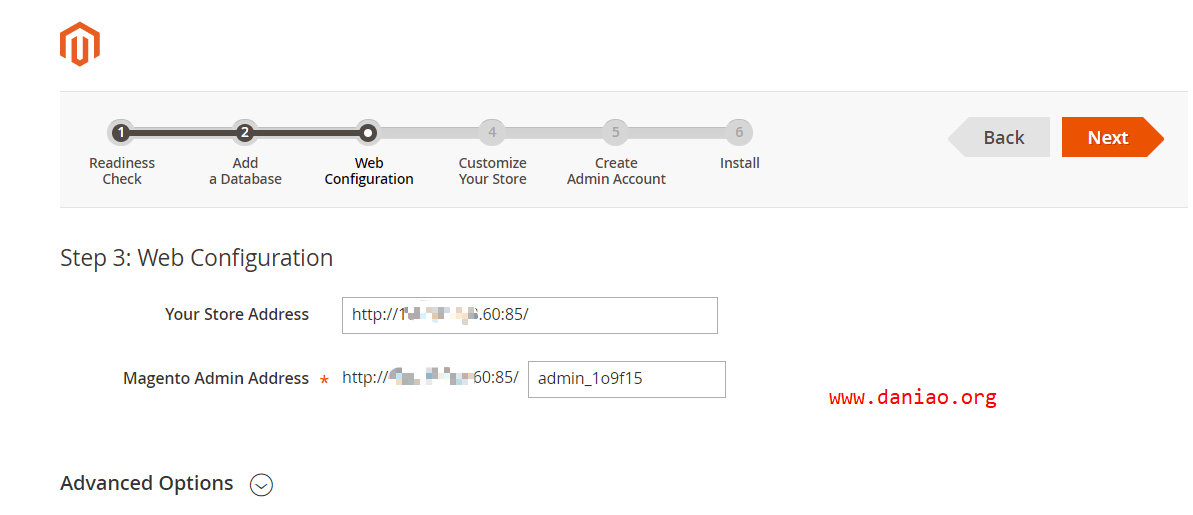 1 2 4 5 6
Back
Next
Readiness
Check
Add
a Database
Web
Configuration
Customize
Your Store
Create
Admin Account
Install
Step 3: Web Configuration
Your Store Address
http://1 .60:85/
Magento Admin Address * http:// 60:85/ admin_1o9f15
www.daniao.org
Advanced Options